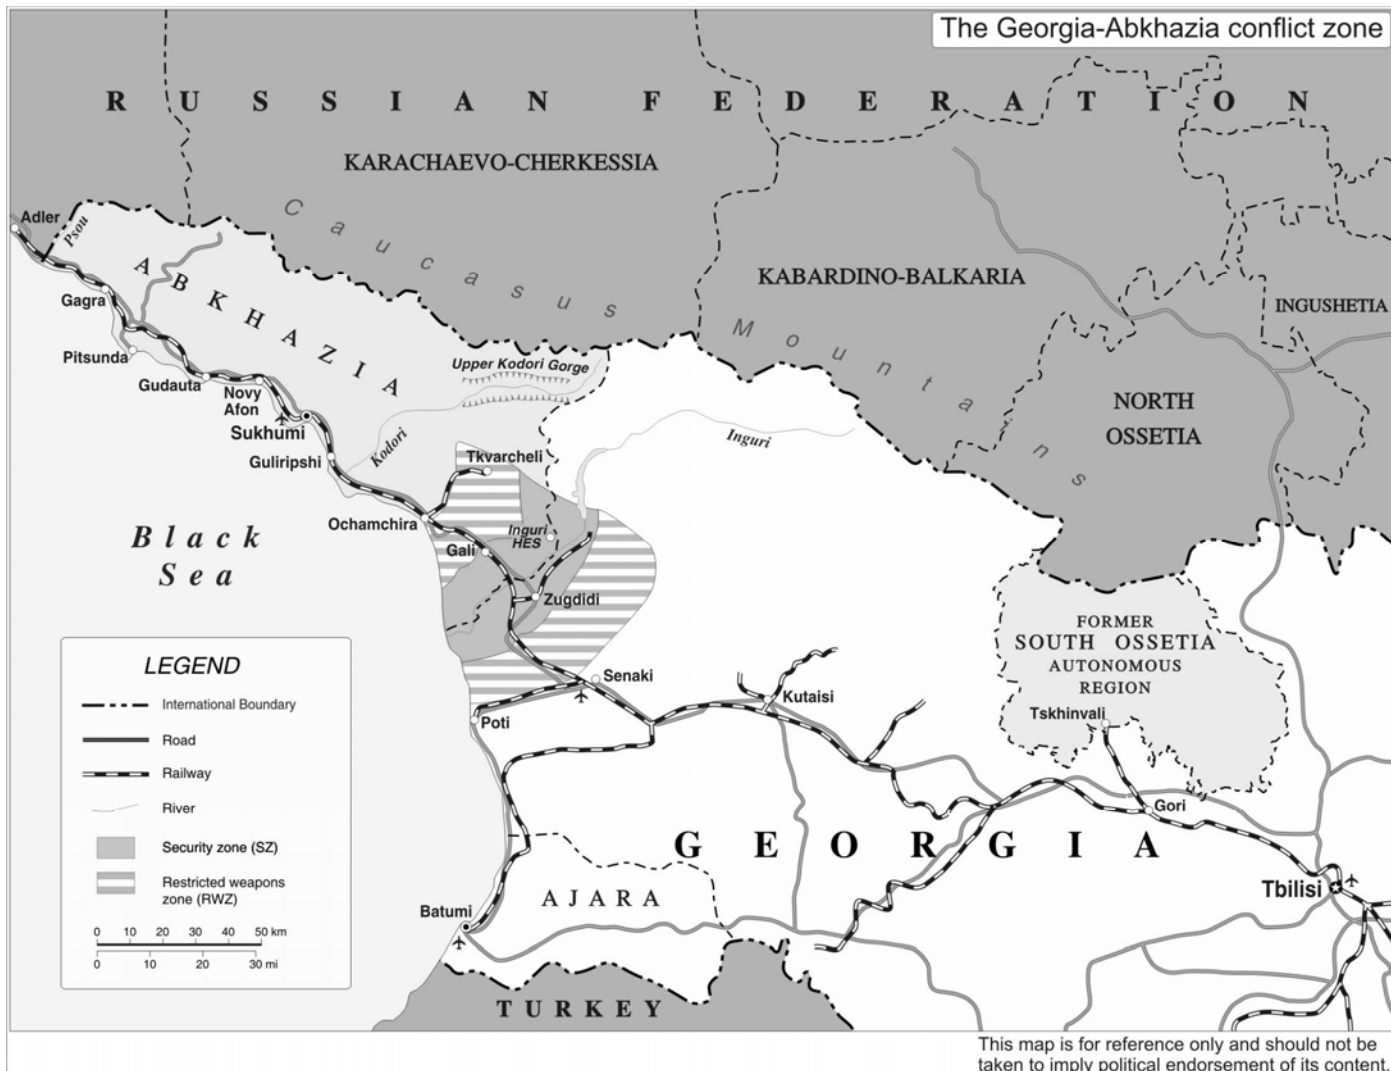 The Georgia-Abkhazia conflict zone
RUSSIAN FEDERATION
KARACHAEVO-CHERKESSIA
Caucasus Mountains
KABARDINO-BALKARIA
INGUSHETIA
NORTH
OSSETIA
Adler
Psou
ABKHAZIA
Gagra
Pitsunda
Gudauta
Novy
Afon
Sukhumi
Guliripshi
Upper Kodori Gorge
Kodori
Inguri
Tkvarcheli
Ochamchira
Inguri
HES
Gali
Zugdidi
Black
Sea
FORMER
SOUTH OSSETIA
AUTONOMOUS
REGION
Tskhinvali
Senaki
Kutaisi
Poti
Gori
GEORGIA
Tbilisi
AJARA
Batumi
TURKEY
LEGEND
International Boundary
Road
Railway
River
Security zone (SZ)
Restricted weapons
zone (RWZ)
0 10 20 30 40 50 km
0 10 20 30 mi
This map is for reference only and should not be
taken to imply political endorsement of its content.